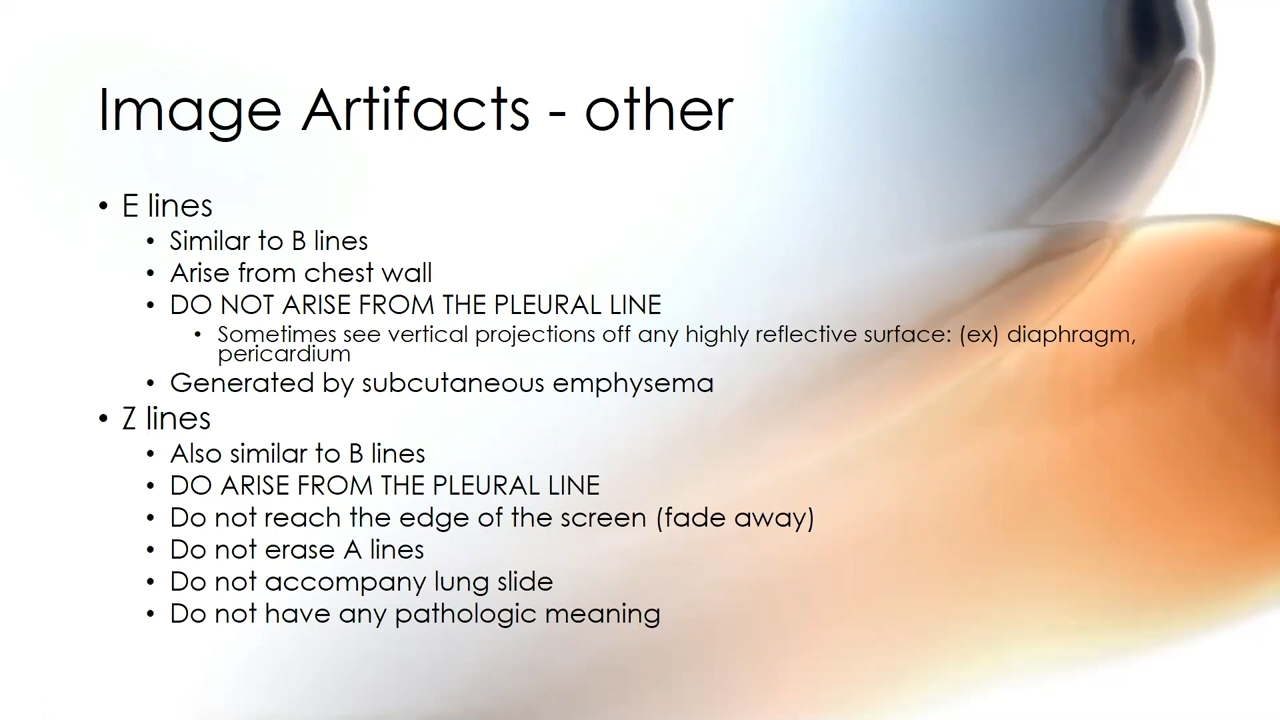 Image Artifacts - other
• E lines
• Similar to B lines
• Arise from chest wall
• DO NOT ARISE FROM THE PLEURAL LINE
• Sometimes see vertical projections off any highly reflective surface: (ex) diaphragm,
pericardium
• Generated by subcutaneous emphysema
• Z lines
• Also similar to B lines
• DO ARISE FROM THE PLEURAL LINE
• Do not reach the edge of the screen (fade away)
• Do not erase A lines
• Do not accompany lung slide
• Do not have any pathologic meaning